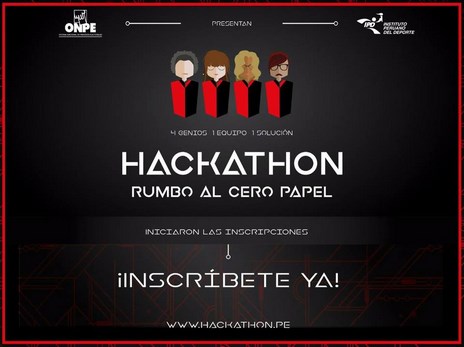 ONPE
PRESENTAN
IPD
INSTITUTO
PERUANO
DEL DEPORTE
4 GENIOS 1 EQUIPO 1 SOLUCIÓN
HACKATHON
RUMBO AL CERO PAPEL
INICIARON LAS INSCRIPCIONES
¡INSCRÍBETE YA!
WWW.HACKATHON.PE